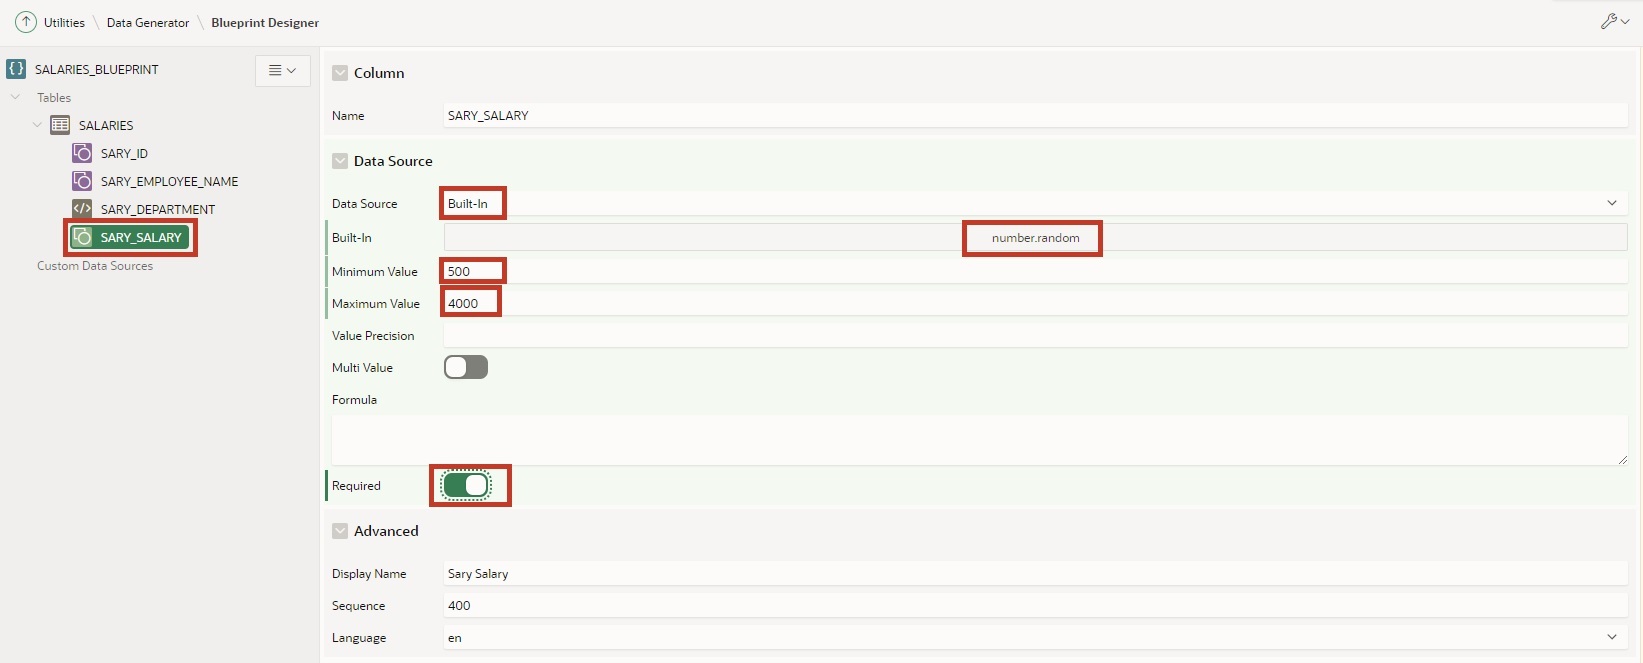 Utilities \ Data Generator \ Blueprint Designer
SALARIES_BLUEPRINT
Tables
SALARIES
SARY_ID
SARY_EMPLOYEE_NAME
SARY_DEPARTMENT
SARY_SALARY
Custom Data Sources
Column
Name SARY_SALARY
Data Source
Data Source Built-In
Built-In number.random
Minimum Value 500
Maximum Value 4000
Value Precision
Multi Value
Formula
Required
Advanced
Display Name Sary Salary
Sequence 400
Language en